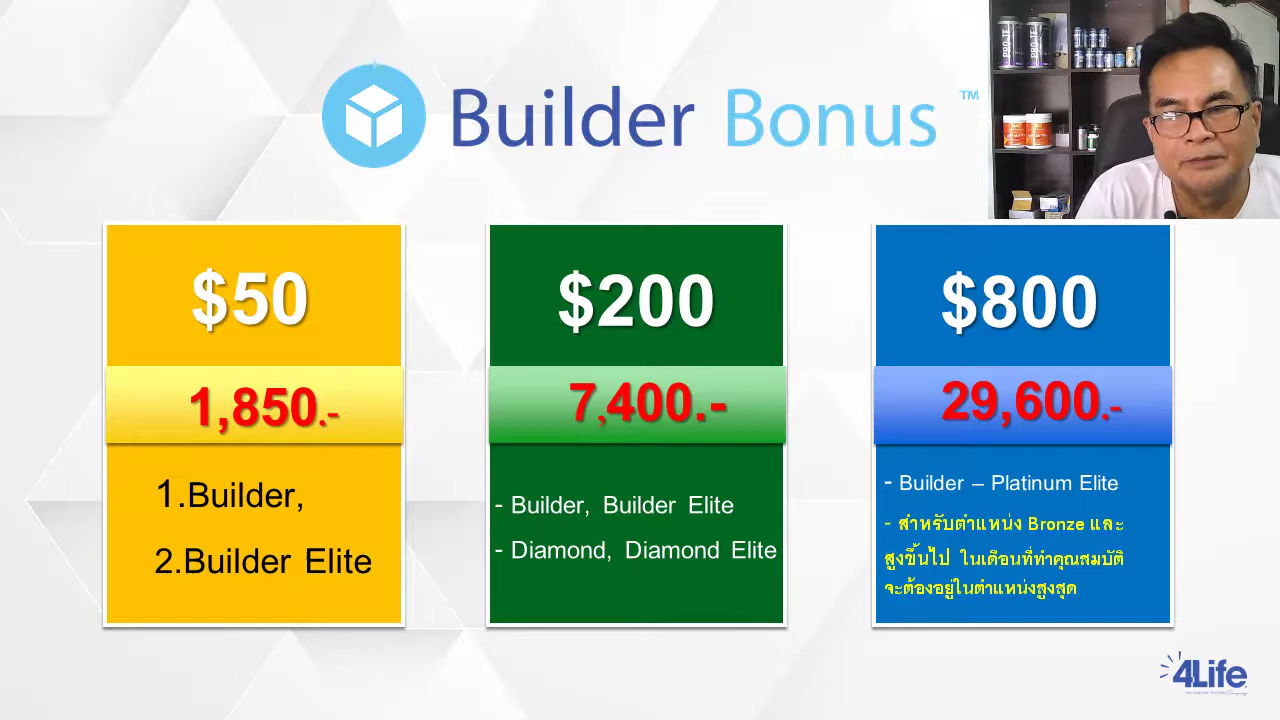 Builder Bonus ™
$50
1,850.-
1.Builder,
2.Builder Elite
$200
7,400.-
- Builder, Builder Elite
- Diamond, Diamond Elite
$800
29,600.-
- Builder – Platinum Elite
- สำหรับตำแหน่ง Bronze และ
สูงขึ้นไป ในเดือนที่ทำคุณสมบัติ
จะต้องอยู่ในตำแหน่งสูงสุด
4Life